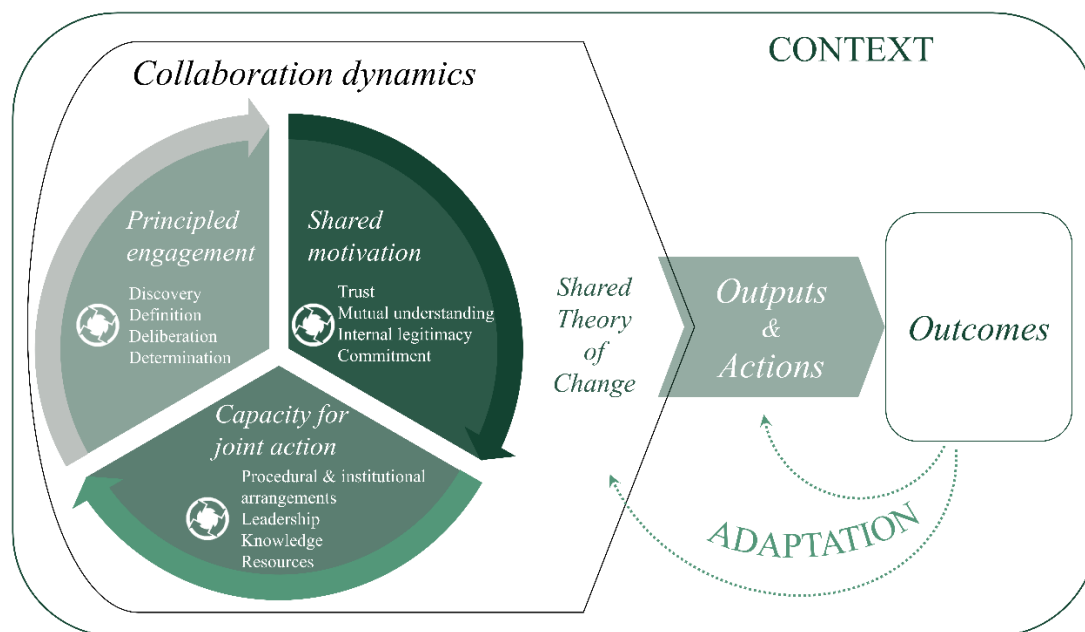 CONTEXT
Collaboration dynamics
Principled
engagement
Discovery
Definition
Deliberation
Determination
Shared
motivation
Trust
Mutual understanding
Internal legitimacy
Commitment
Capacity for
joint action
Procedural & institutional
arrangements
Leadership
Knowledge
Resources
Shared
Theory
of
Change
Outputs
&
Actions
Outcomes
ADAPTATION